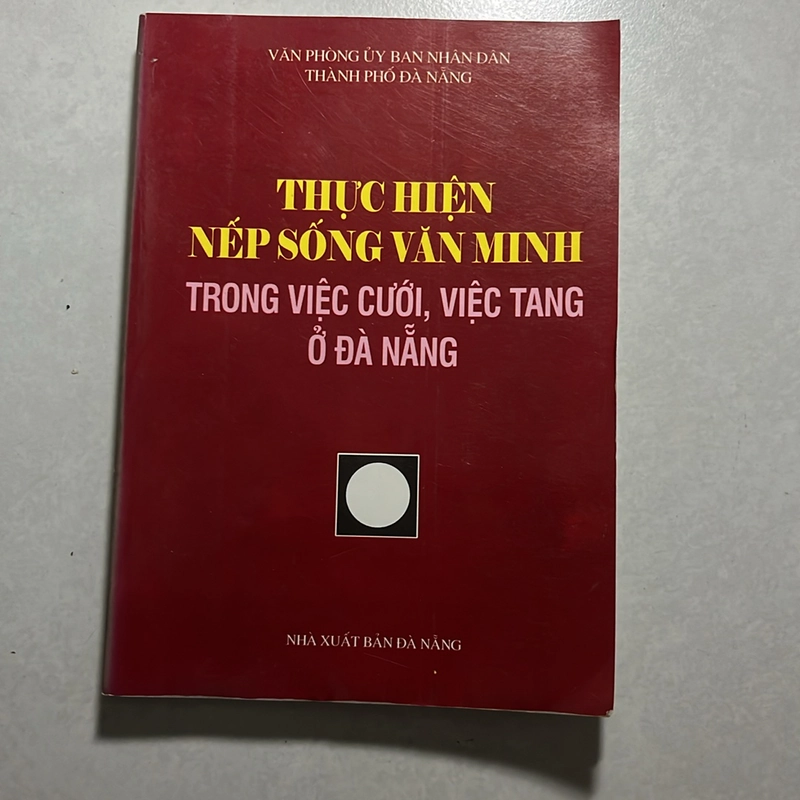 VĂN PHÒNG ỦY BAN NHÂN DÂN
THÀNH PHỐ ĐÀ NẴNG
THỰC HIỆN
NẾP SỐNG VĂN MINH
TRONG VIỆC CƯỚI, VIỆC TANG
Ở ĐÀ NẴNG
NHÀ XUẤT BẢN ĐÀ NẴNG